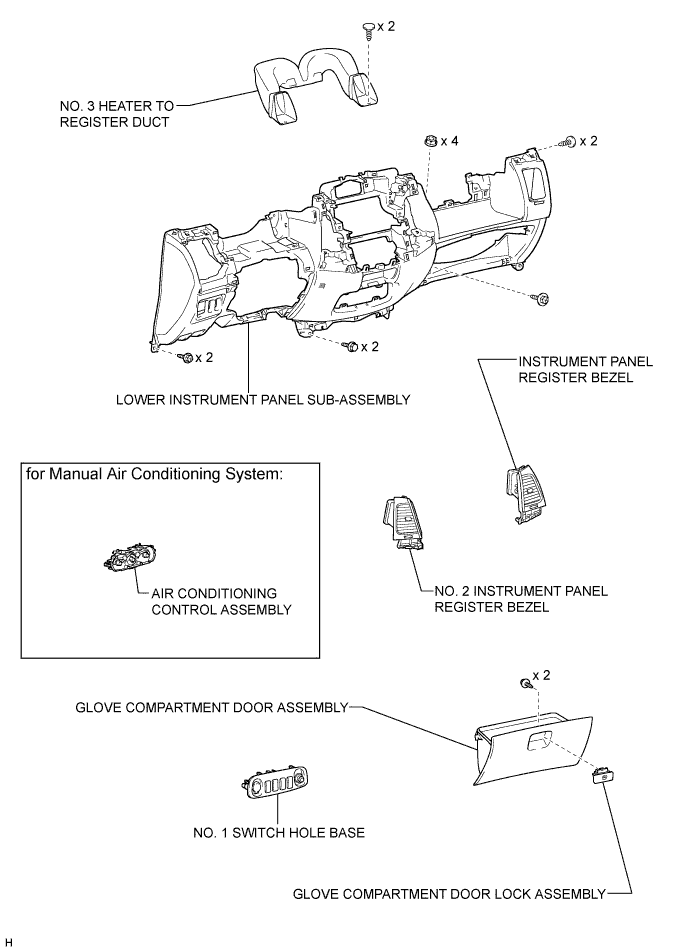 x 2
NO. 3 HEATER TO
REGISTER DUCT
x 4
x 2
x 2
x 2
LOWER INSTRUMENT PANEL SUB-ASSEMBLY
INSTRUMENT PANEL
REGISTER BEZEL
for Manual Air Conditioning System:
AIR CONDITIONING
CONTROL ASSEMBLY
NO. 2 INSTRUMENT PANEL
REGISTER BEZEL
x 2
GLOVE COMPARTMENT DOOR ASSEMBLY
NO. 1 SWITCH HOLE BASE
GLOVE COMPARTMENT DOOR LOCK ASSEMBLY
H